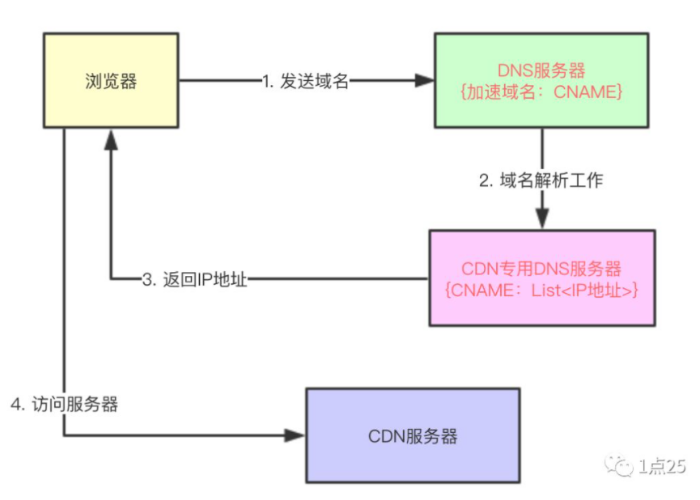 浏览器
1. 发送域名
DNS服务器
{加速域名：CNAME}
2. 域名解析工作
CDN专用DNS服务器
{CNAME：List<IP地址>}
3. 返回IP地址
4. 访问服务器
CDN服务器
1点25